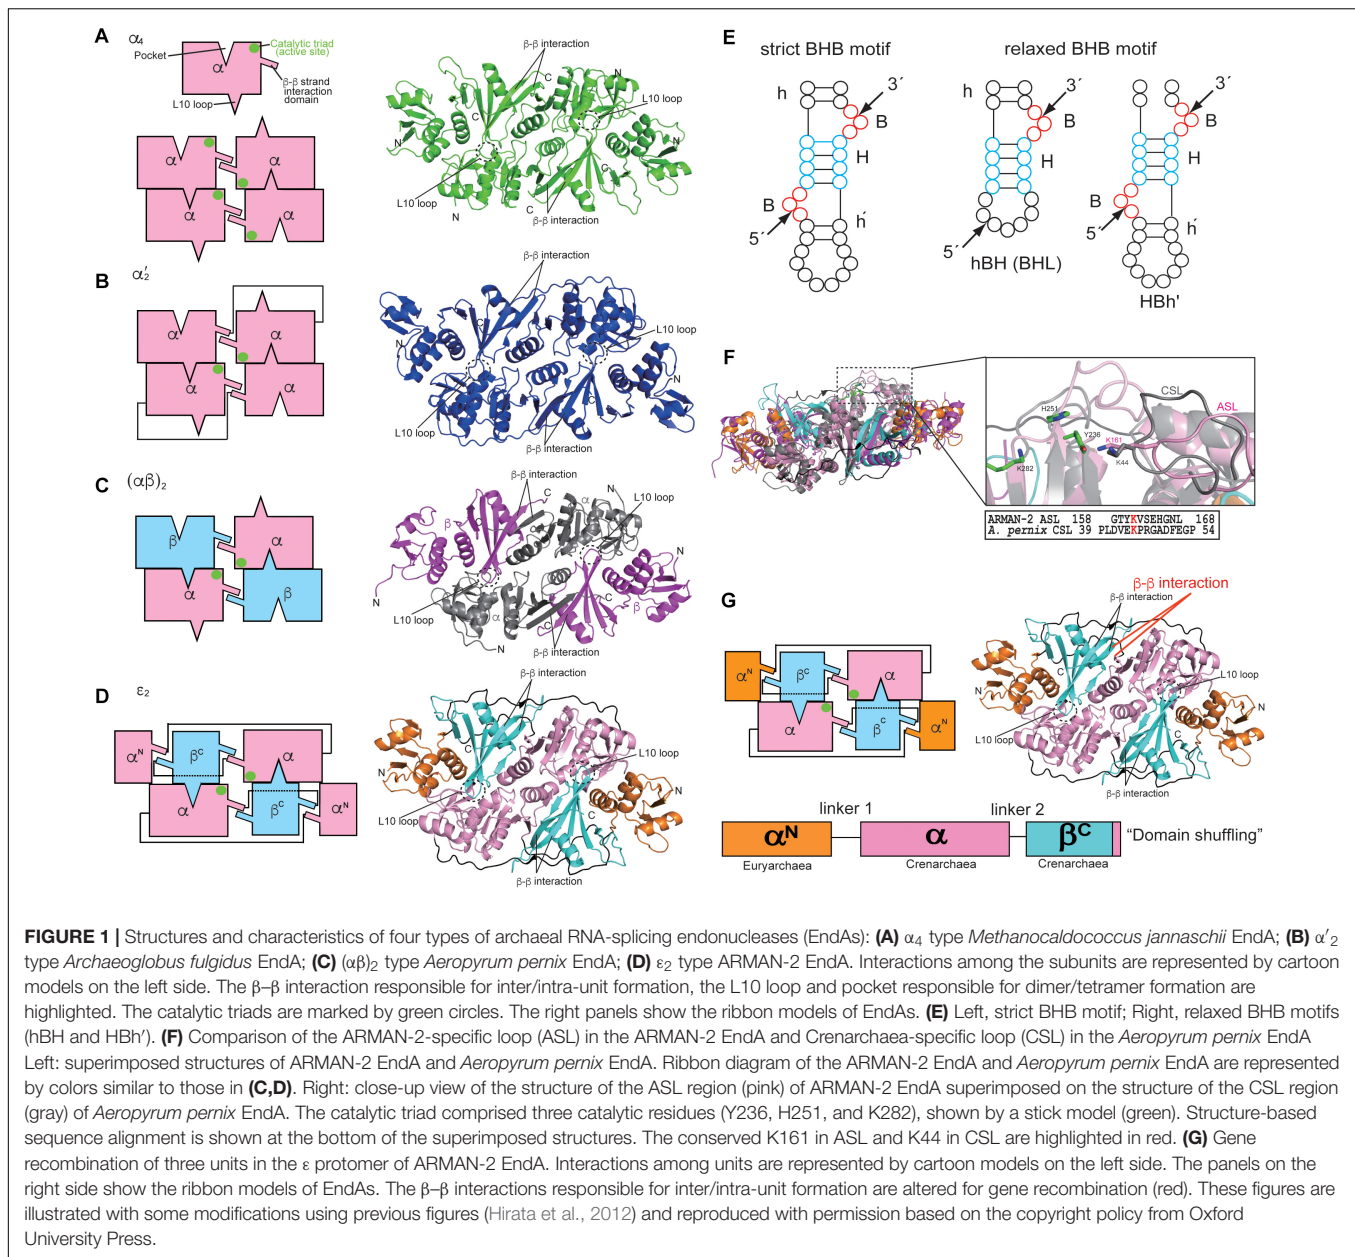 A
α4
Pocket
Catalytic triad
(active site)
α
β-β strand
interaction
domain
L10 loop
α
α
α
α
β-β interaction
C
N
L10 loop
C
N
N
L10 loop
C
N
C
β-β interaction
B
α′2
α
α
α
α
β-β interaction
C
L10 loop
N
N
L10 loop
C
β-β interaction
C
(αβ)2
β
α
α
β
β-β interaction
L10 loop
β
C
α
C
N
N
L10 loop
α
C
C
β
N
β-β interaction
D
ε2
αN
βC
α
α
βC
αN
β-β interaction
L10 loop
N
C
N
L10 loop
C
β-β interaction
E
strict BHB motif
relaxed BHB motif
h
3´
B
H
B
5´
h´
h
3´
B
H
5´
hBH (BHL)
3´
B
H
B
5´
h´
HBh'
F
CSL
ASL
H251
Y236
K161
K44
K282
ARMAN-2 ASL 158 GTYKVSEHGNL 168
A. pernix CSL 39 PLDVEKPRGADFEGP 54
G
β-β interaction
β-β interaction
αN
βC
α
α
βC
αN
N
C
L10 loop
N
L10 loop
C
β-β interaction
linker 1
linker 2
αN
α
βC
"Domain shuffling"
Euryarchaea
Crenarchaea
Crenarchaea
FIGURE 1 | Structures and characteristics of four types of archaeal RNA-splicing endonucleases (EndAs): (A) α4 type Methanocaldococcus jannaschii EndA; (B) α′2
type Archaeoglobus fulgidus EndA; (C) (αβ)2 type Aeropyrum pernix EndA; (D) ε2 type ARMAN-2 EndA. Interactions among the subunits are represented by cartoon
models on the left side. The β–β interaction responsible for inter/intra-unit formation, the L10 loop and pocket responsible for dimer/tetramer formation are
highlighted. The catalytic triads are marked by green circles. The right panels show the ribbon models of EndAs. (E) Left, strict BHB motif; Right, relaxed BHB motifs
(hBH and HBh′). (F) Comparison of the ARMAN-2-specific loop (ASL) in the ARMAN-2 EndA and Crenarchaea-specific loop (CSL) in the Aeropyrum pernix EndA
Left: superimposed structures of ARMAN-2 EndA and Aeropyrum pernix EndA. Ribbon diagram of the ARMAN-2 EndA and Aeropyrum pernix EndA are represented
by colors similar to those in (C,D). Right: close-up view of the structure of the ASL region (pink) of ARMAN-2 EndA superimposed on the structure of the CSL region
(gray) of Aeropyrum pernix EndA. The catalytic triad comprised three catalytic residues (Y236, H251, and K282), shown by a stick model (green). Structure-based
sequence alignment is shown at the bottom of the superimposed structures. The conserved K161 in ASL and K44 in CSL are highlighted in red. (G) Gene
recombination of three units in the ε protomer of ARMAN-2 EndA. Interactions among units are represented by cartoon models on the left side. The panels on the
right side show the ribbon models of EndAs. The β–β interactions responsible for inter/intra-unit formation are altered for gene recombination (red). These figures are
illustrated with some modifications using previous figures (Hirata et al., 2012) and reproduced with permission based on the copyright policy from Oxford
University Press.